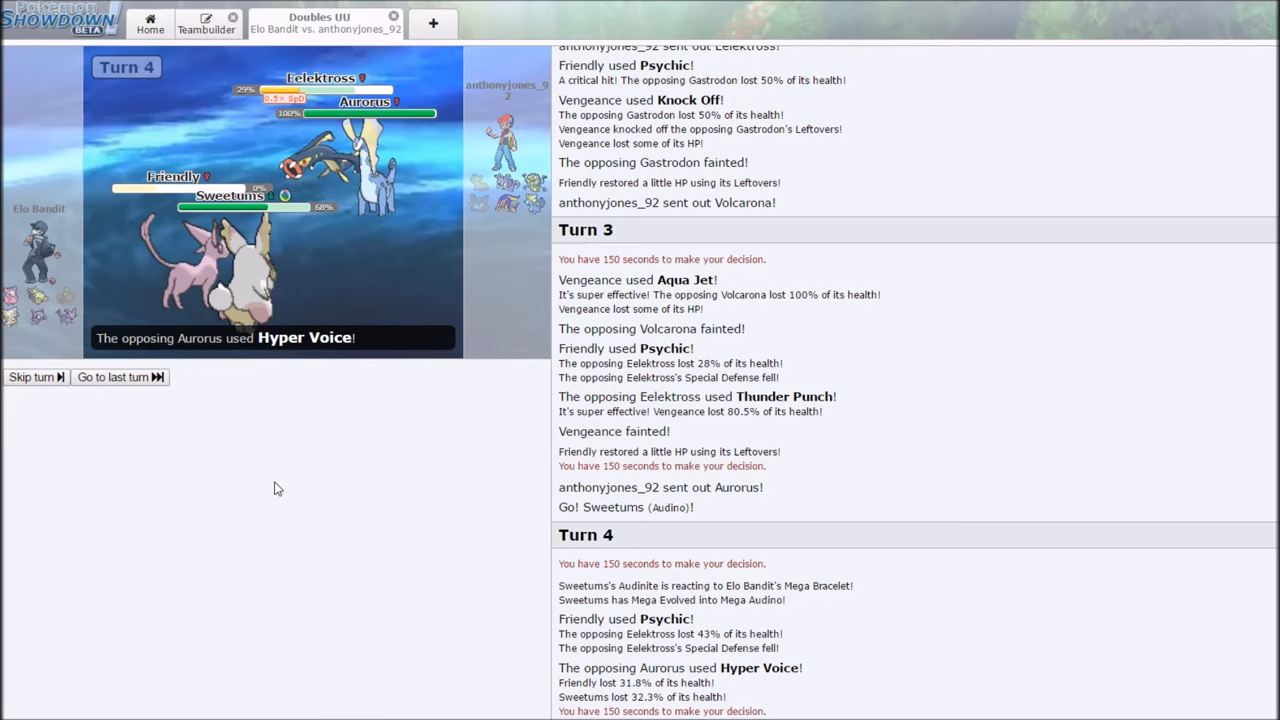 Pokémon
SHOWDOWN
BETA
Home
Teambuilder
Doubles UU
Elo Bandit vs. anthonyjones_92
+
Turn 4
Eelektross
29%
0.5× SpD
Aurorus
100%
Friendly
0%
Sweetums
68%
The opposing Aurorus used Hyper Voice!
Elo Bandit
anthonyjones_9
2
Skip turn
Go to last turn
anthonyjones_92 sent out Eelektross!
Friendly used Psychic!
A critical hit! The opposing Gastrodon lost 50% of its health!
Vengeance used Knock Off!
The opposing Gastrodon lost 50% of its health!
Vengeance knocked off the opposing Gastrodon's Leftovers!
Vengeance lost some of its HP!
The opposing Gastrodon fainted!
Friendly restored a little HP using its Leftovers!
anthonyjones_92 sent out Volcarona!
Turn 3
You have 150 seconds to make your decision.
Vengeance used Aqua Jet!
It's super effective! The opposing Volcarona lost 100% of its health!
Vengeance lost some of its HP!
The opposing Volcarona fainted!
Friendly used Psychic!
The opposing Eelektross lost 28% of its health!
The opposing Eelektross's Special Defense fell!
The opposing Eelektross used Thunder Punch!
It's super effective! Vengeance lost 80.5% of its health!
Vengeance fainted!
Friendly restored a little HP using its Leftovers!
You have 150 seconds to make your decision.
anthonyjones_92 sent out Aurorus!
Go! Sweetums (Audino)!
Turn 4
You have 150 seconds to make your decision.
Sweetums's Audinite is reacting to Elo Bandit's Mega Bracelet!
Sweetums has Mega Evolved into Mega Audino!
Friendly used Psychic!
The opposing Eelektross lost 43% of its health!
The opposing Eelektross's Special Defense fell!
The opposing Aurorus used Hyper Voice!
Friendly lost 31.8% of its health!
Sweetums lost 32.3% of its health!
You have 150 seconds to make your decision.